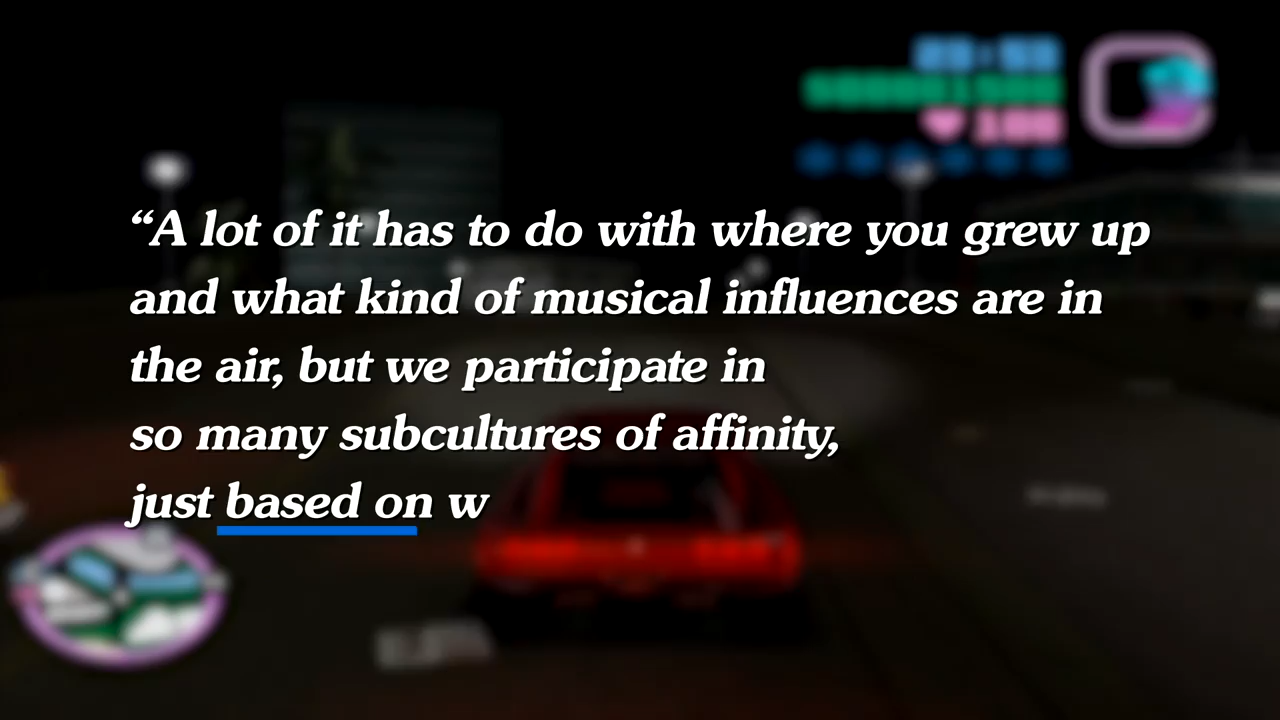 “A lot of it has to do with where you grew up
and what kind of musical influences are in
the air, but we participate in
so many subcultures of affinity,
just based on w